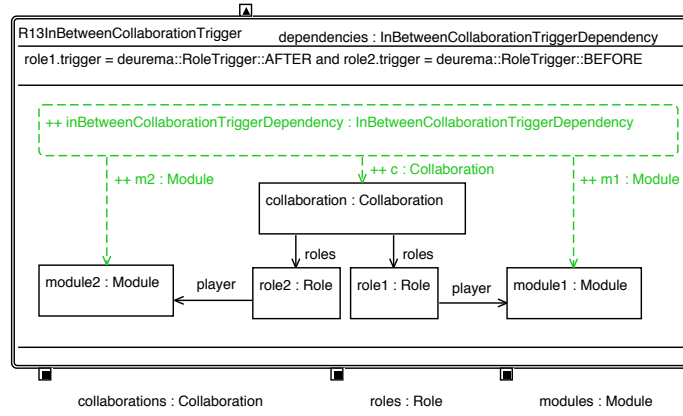 R13InBetweenCollaborationTrigger
dependencies : InBetweenCollaborationTriggerDependency
role1.trigger = deurema::RoleTrigger::AFTER and role2.trigger = deurema::RoleTrigger::BEFORE
++ inBetweenCollaborationTriggerDependency : InBetweenCollaborationTriggerDependency
++ m2 : Module
++ c : Collaboration
++ m1 : Module
collaboration : Collaboration
roles
roles
module2 : Module
player
role2 : Role
role1 : Role
player
module1 : Module
collaborations : Collaboration
roles : Role
modules : Module